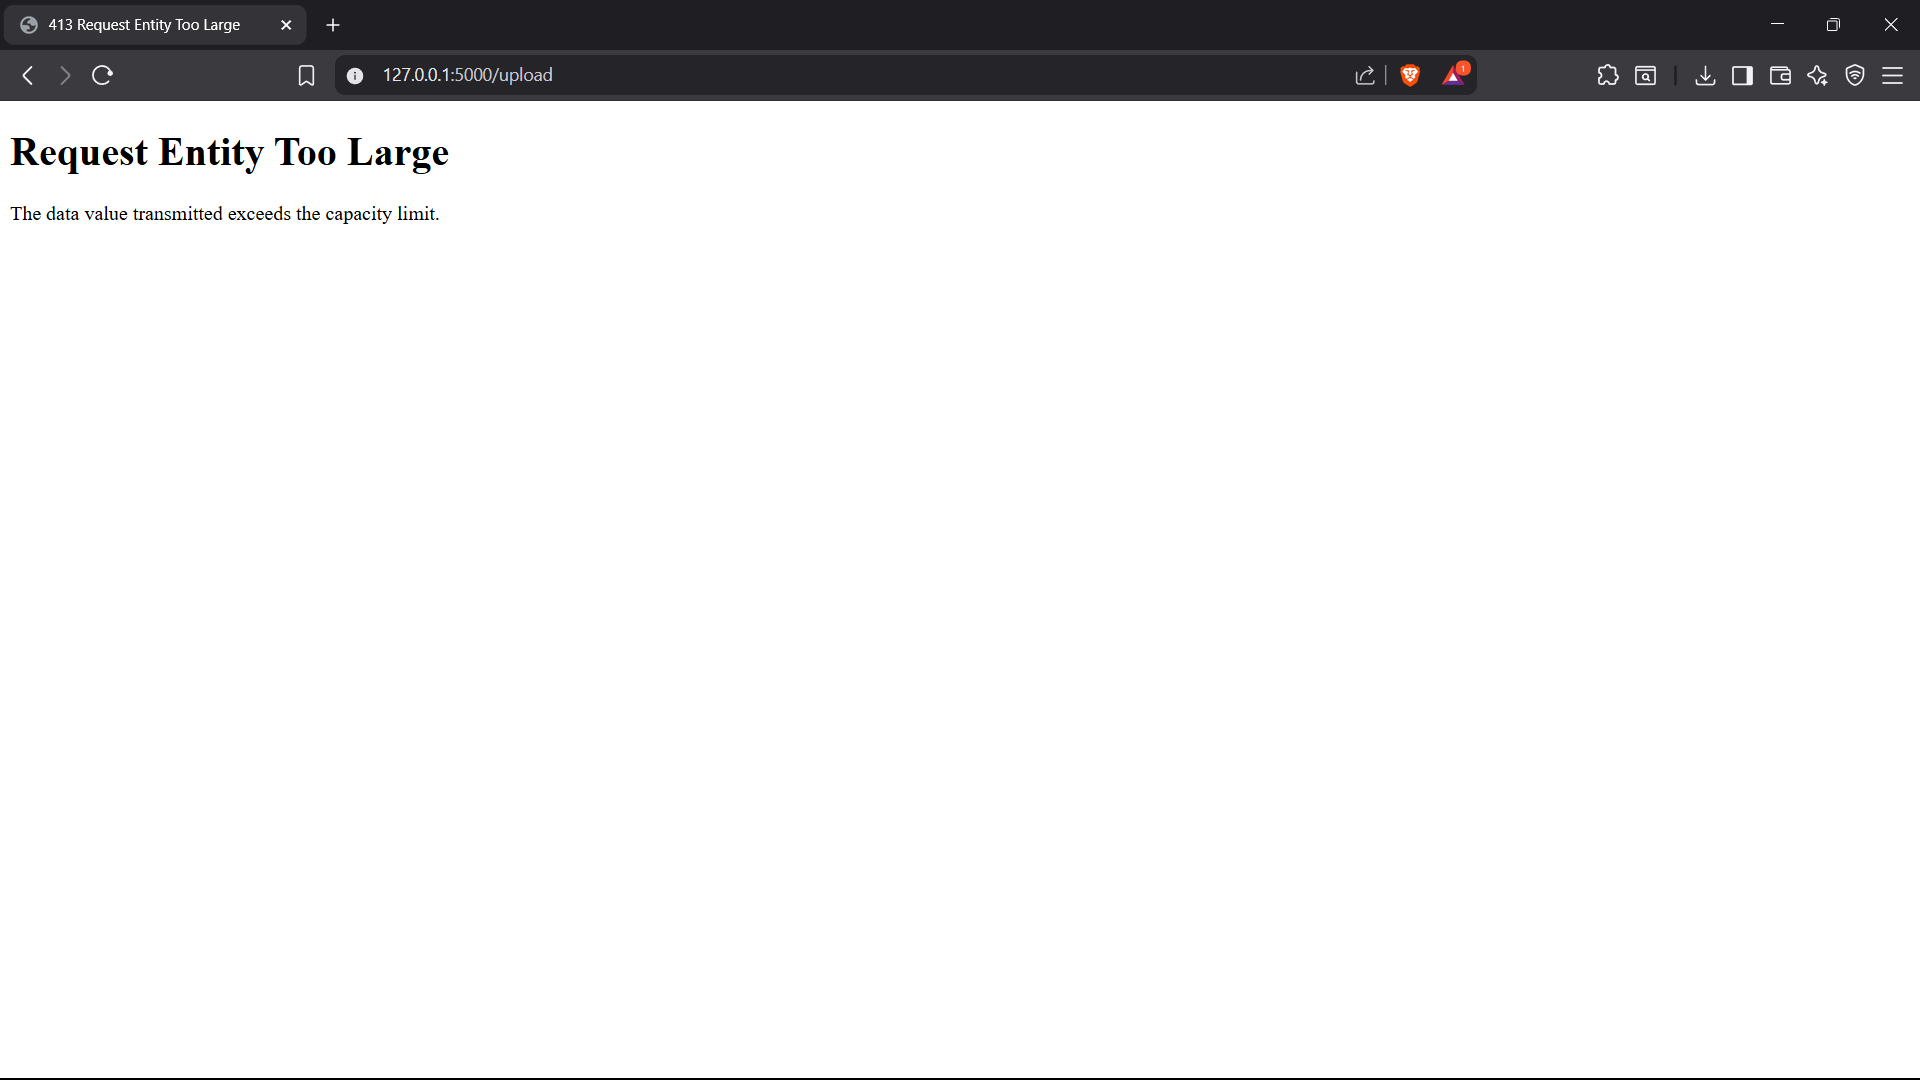 413 Request Entity Too Large
127.0.0.1:5000/upload
1
Request Entity Too Large
The data value transmitted exceeds the capacity limit.